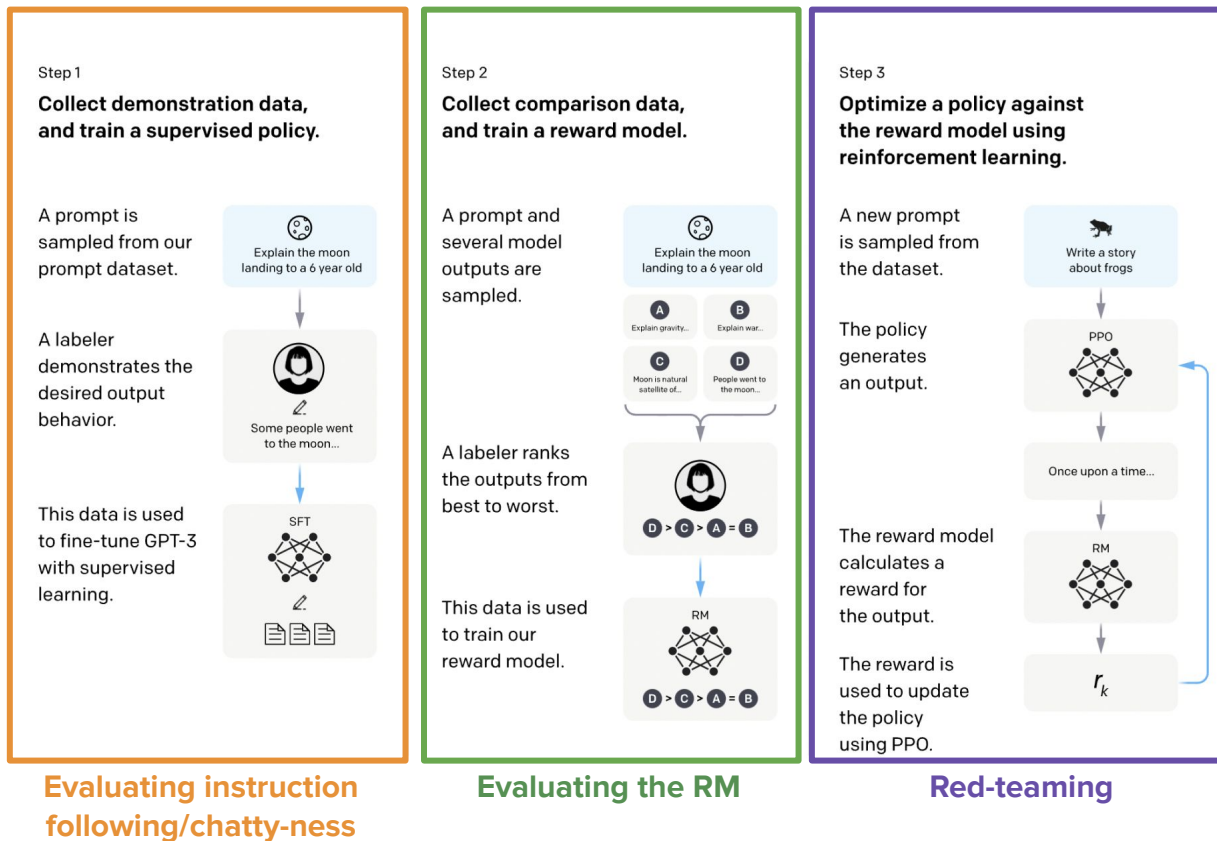 Step 1
Collect demonstration data,
and train a supervised policy.
A prompt is
sampled from our
prompt dataset.
Explain the moon
landing to a 6 year old
A labeler
demonstrates the
desired output
behavior.
Some people went
to the moon...
This data is used
to fine-tune GPT-3
with supervised
learning.
SFT
Step 2
Collect comparison data,
and train a reward model.
A prompt and
several model
outputs are
sampled.
Explain the moon
landing to a 6 year old
A
Explain gravity...
B
Explain war...
C
Moon is natural
satellite of...
D
People went to
the moon...
A labeler ranks
the outputs from
best to worst.
D > C > A = B
This data is used
to train our
reward model.
RM
D > C > A = B
Step 3
Optimize a policy against
the reward model using
reinforcement learning.
A new prompt
is sampled from
the dataset.
Write a story
about frogs
The policy
generates
an output.
PPO
Once upon a time...
The reward model
calculates a
reward for
the output.
RM
The reward is
used to update
the policy
using PPO.
rₖ
Evaluating instruction
following/chatty-ness
Evaluating the RM
Red-teaming